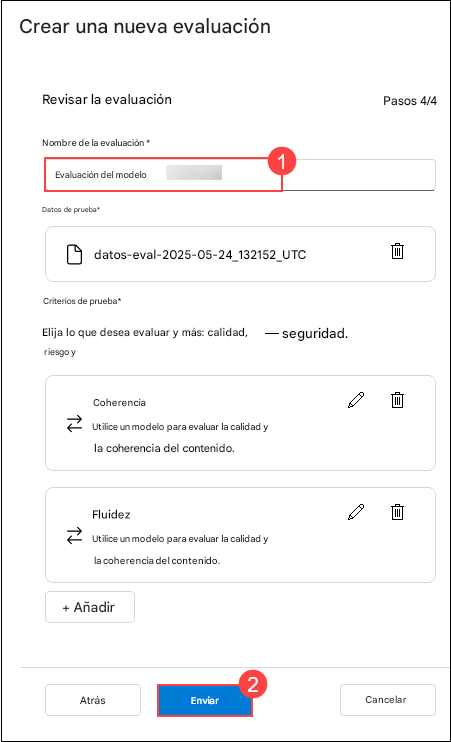 Crear una nueva evaluación
Revisar la evaluación
Pasos 4/4
Nombre de la evaluación *
1
Evaluación del modelo
Datos de prueba*
datos-eval-2025-05-24_132152_UTC
Criterios de prueba*
Elija lo que desea evaluar y más: calidad, — seguridad.
riesgo y
Coherencia
Utilice un modelo para evaluar la calidad y
la coherencia del contenido.
Fluidez
Utilice un modelo para evaluar la calidad y
la coherencia del contenido.
+ Añadir
2
Atrás
Enviar
Cancelar